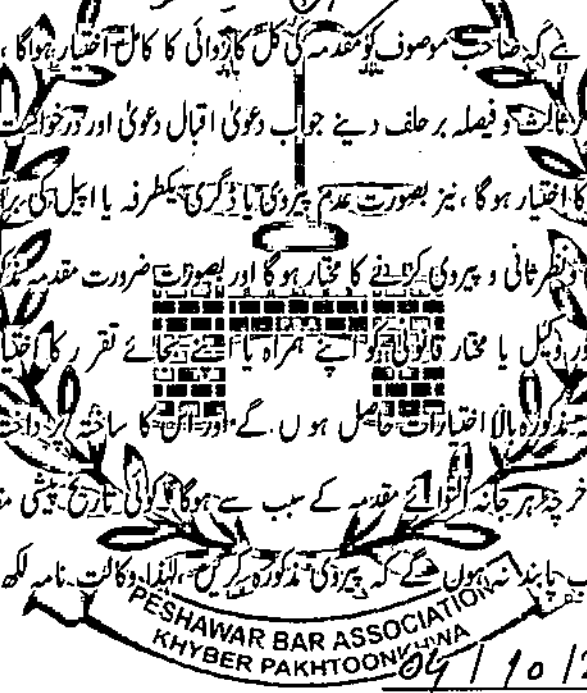 ہے کہ صاحب موصوف کو مقدمہ کی کل کاروائی کا کامل اختیار ہوگا ،
رثالث و فیصلہ بر حلف دینے جواب دعویٰ اقبال دعویٰ اور درخواست
کا اختیار ہوگا ، نیز بصورت عدم پیروی یا ڈگری یکطرفہ یا اپیل کی
و نظر ثانی و پیروی کرنے کا مختار ہوگا اور بصورت ضرورت مقدمہ
وکیل یا مختار قانونی کو اپنے ہمراہ یا اپنے بجائے تقرر کا
مذکورہ بالا اختیارات حاصل ہوں گے اور اس کا ساختہ پرداختہ
خرچہ ہرجانہ التوائے مقدمہ کے سبب سے ہوگا کوئی تاریخ پیشی
پابند نہ ہوں گے کہ پیروی مذکورہ کریں ، لہٰذا وکالت نامہ لکھ
PESHAWAR BAR ASSOCIATION
KHYBER PAKHTOONKHWA
04 / 10 /